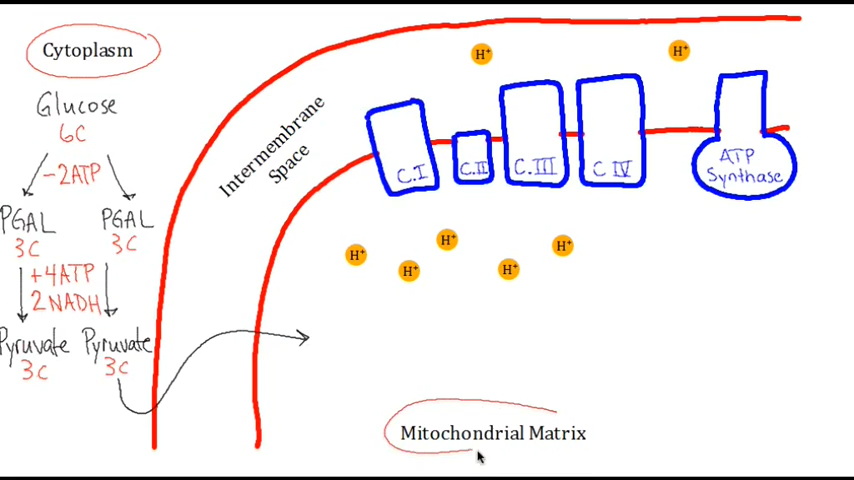 Cytoplasm
Glucose
6C
-2ATP
PGAL PGAL
3C 3C
+4ATP
2NADH
Pyruvate Pyruvate
3C 3C
Intermembrane
Space
H+ H+
C.I
C.II
C.III
C IV
ATP
Synthase
H+ H+ H+ H+ H+
Mitochondrial Matrix